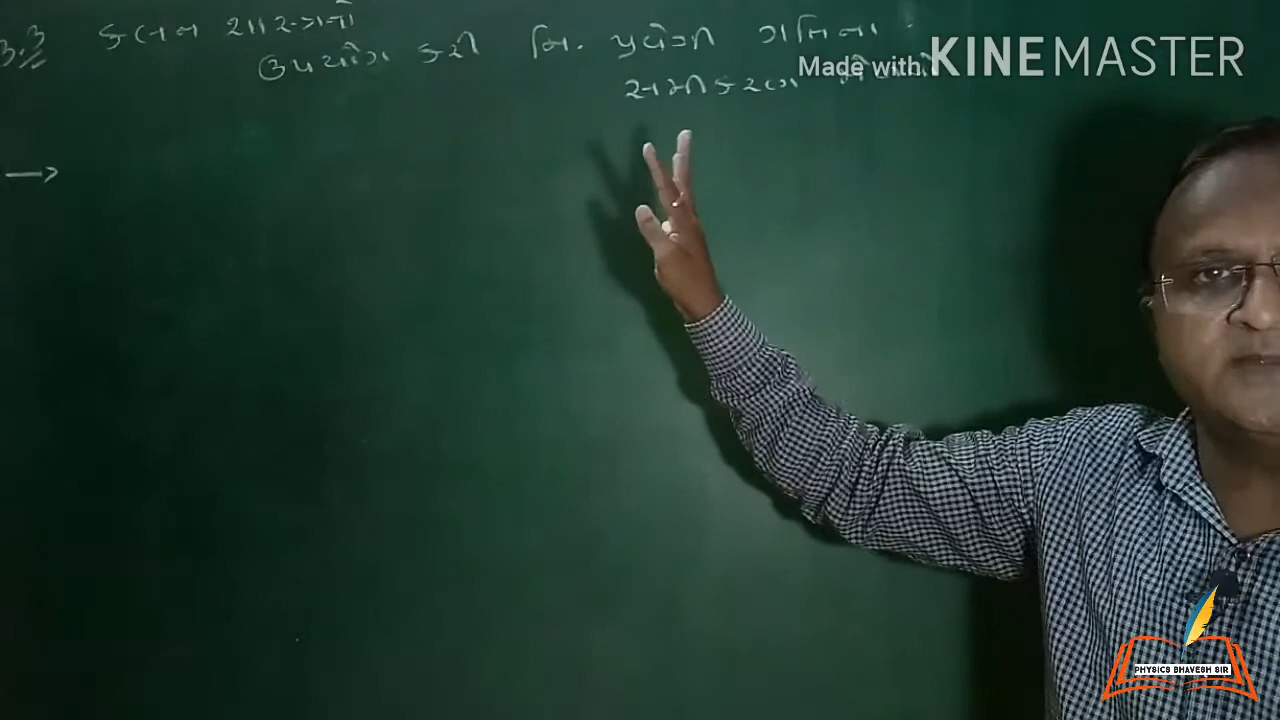 3.3 કલન શાસ્ત્રનો
ઉપયોગ કરી નિ. પ્રવેગી ગતિના
સમીકરણ
Made with KINEMASTER
PHYSICS BHAVESH SIR